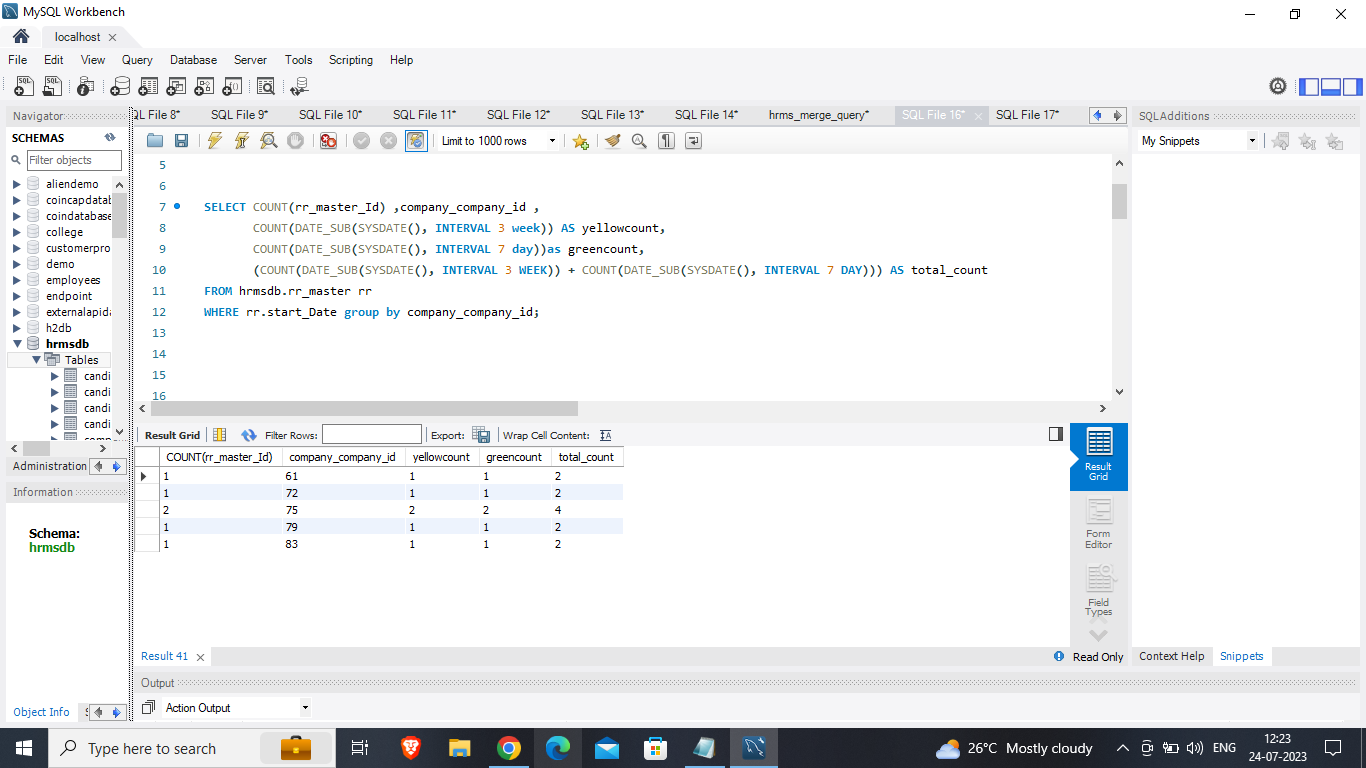 MySQL Workbench
localhost
File Edit View Query Database Server Tools Scripting Help
Navigator
SCHEMAS
Filter objects
aliendemo
coincapdatab
coindatabase
college
customerpro
demo
employees
endpoint
externalapida
h2db
hrmsdb
Tables
candi
candi
candi
candi
Administration
Information
Schema:
hrmsdb
Object Info
QL File 8* SQL File 9* SQL File 10* SQL File 11* SQL File 12* SQL File 13* SQL File 14* hrms_merge_query* SQL File 16* SQL File 17*
Limit to 1000 rows
5
6
7 SELECT COUNT(rr_master_Id) ,company_company_id ,
8 COUNT(DATE_SUB(SYSDATE(), INTERVAL 3 week)) AS yellowcount,
9 COUNT(DATE_SUB(SYSDATE(), INTERVAL 7 day))as greencount,
10 (COUNT(DATE_SUB(SYSDATE(), INTERVAL 3 WEEK)) + COUNT(DATE_SUB(SYSDATE(), INTERVAL 7 DAY))) AS total_count
11 FROM hrmsdb.rr_master rr
12 WHERE rr.start_Date group by company_company_id;
13
14
15
16
Result Grid Filter Rows: Export: Wrap Cell Content:
COUNT(rr_master_Id) company_company_id yellowcount greencount total_count
1 61 1 1 2
1 72 1 1 2
2 75 2 2 4
1 79 1 1 2
1 83 1 1 2
Result
Grid
Form
Editor
Field
Types
Result 41
Read Only
Output
Action Output
SQLAdditions
My Snippets
Context Help Snippets
Type here to search
26°C Mostly cloudy
ENG
12:23
24-07-2023